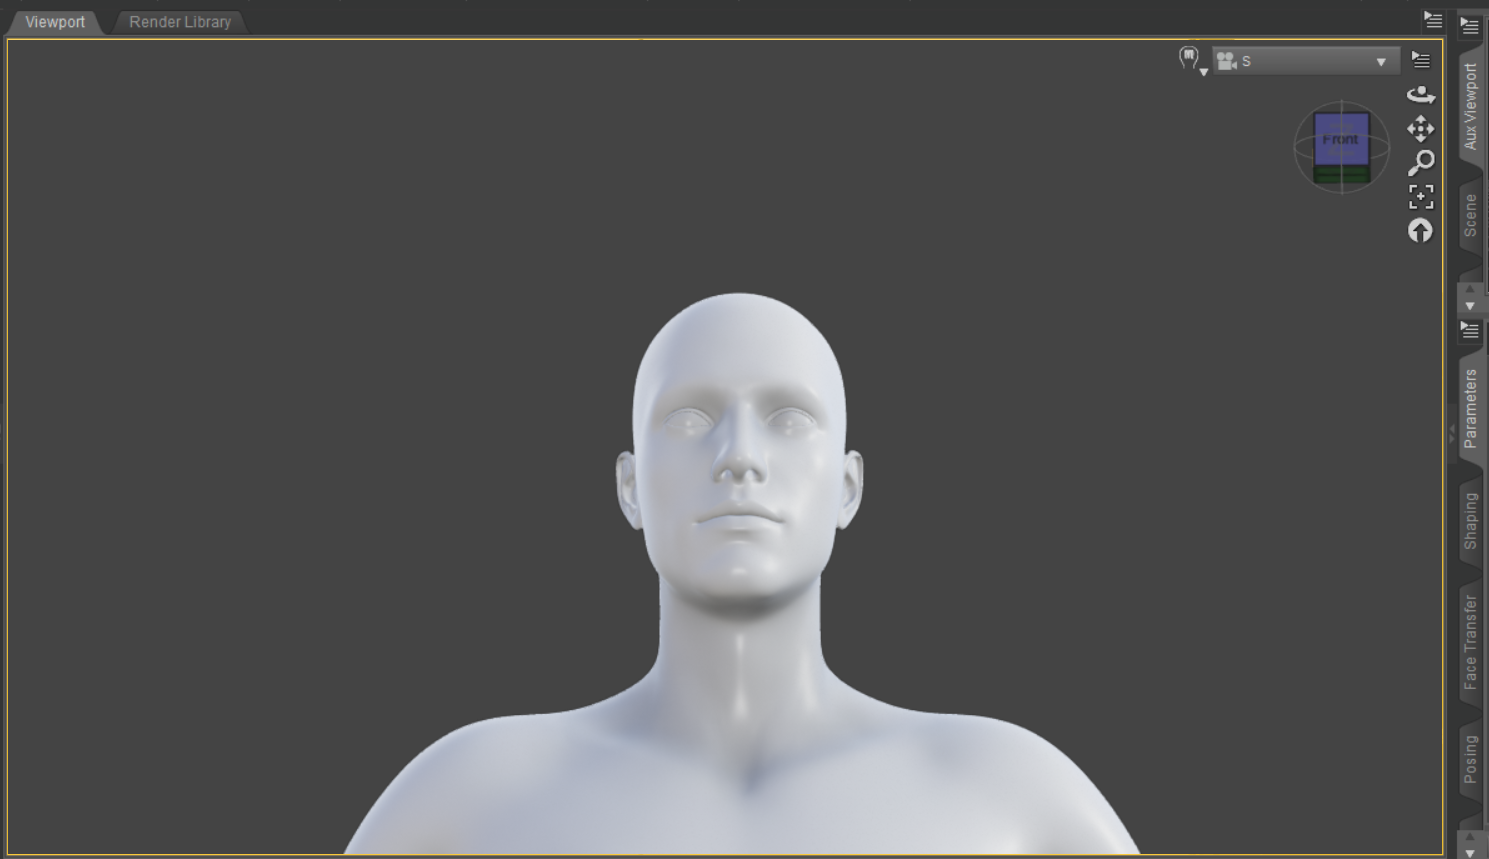 Viewport
Render Library
S
Front
Aux Viewport
Scene
Parameters
Shaping
Face Transfer
Posing